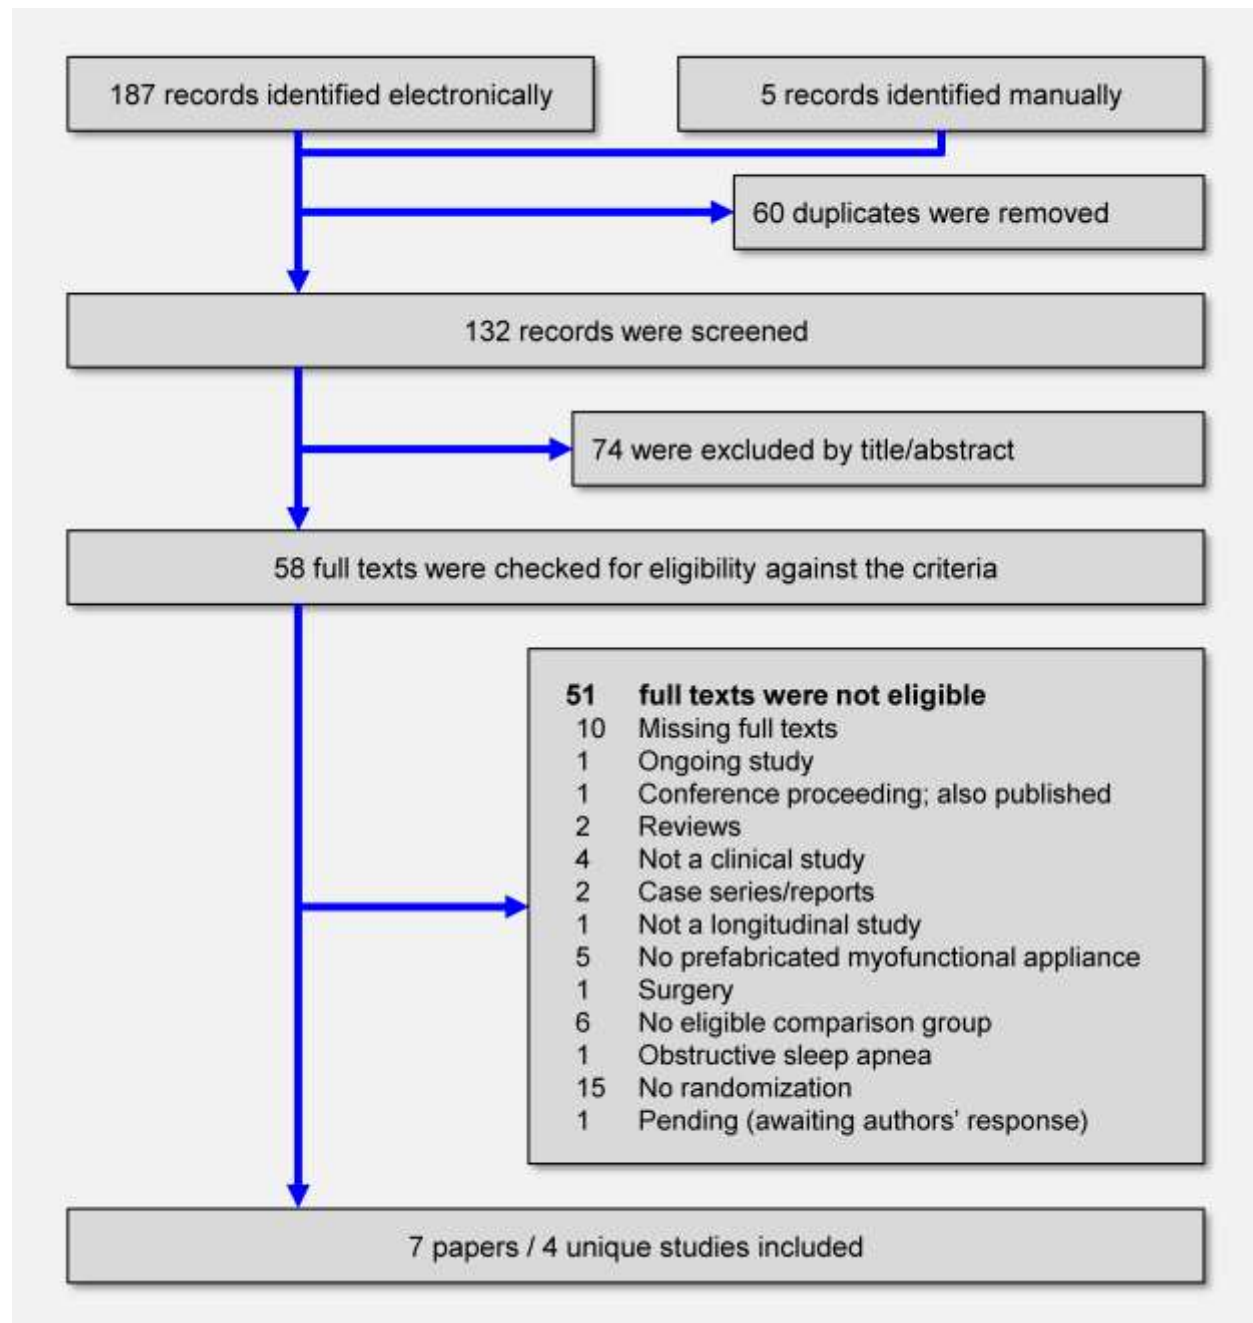 187 records identified electronically
5 records identified manually
60 duplicates were removed
132 records were screened
74 were excluded by title/abstract
58 full texts were checked for eligibility against the criteria
51 full texts were not eligible
10 Missing full texts
1 Ongoing study
1 Conference proceeding; also published
2 Reviews
4 Not a clinical study
2 Case series/reports
1 Not a longitudinal study
5 No prefabricated myofunctional appliance
1 Surgery
6 No eligible comparison group
1 Obstructive sleep apnea
15 No randomization
1 Pending (awaiting authors’ response)
7 papers / 4 unique studies included